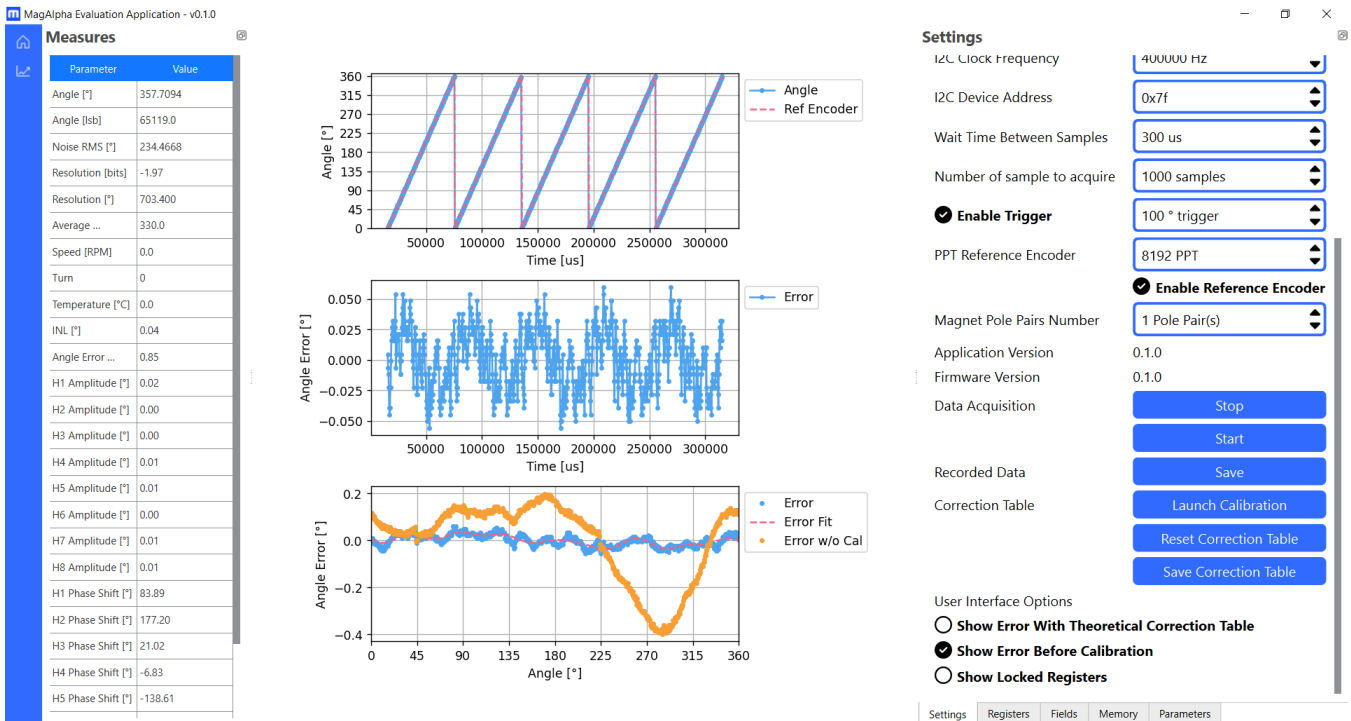 m MagAlpha Evaluation Application - v0.1.0
Measures
Parameter Value
Angle [°] 357.7094
Angle [lsb] 65119.0
Noise RMS [°] 234.4668
Resolution [bits] -1.97
Resolution [°] 703.400
Average ... 330.0
Speed [RPM] 0.0
Turn 0
Temperature [°C] 0.0
INL [°] 0.04
Angle Error ... 0.85
H1 Amplitude [°] 0.02
H2 Amplitude [°] 0.00
H3 Amplitude [°] 0.00
H4 Amplitude [°] 0.01
H5 Amplitude [°] 0.01
H6 Amplitude [°] 0.00
H7 Amplitude [°] 0.01
H8 Amplitude [°] 0.01
H1 Phase Shift [°] 83.89
H2 Phase Shift [°] 177.20
H3 Phase Shift [°] 21.02
H4 Phase Shift [°] -6.83
H5 Phase Shift [°] -138.61
Angle [°]
360
315
270
225
180
135
90
45
0
50000 100000 150000 200000 250000 300000
Time [us]
Angle
Ref Encoder
Angle Error [°]
0.050
0.025
0.000
−0.025
−0.050
50000 100000 150000 200000 250000 300000
Time [us]
Error
Angle Error [°]
0.2
0.0
−0.2
−0.4
0 45 90 135 180 225 270 315 360
Angle [°]
Error
Error Fit
Error w/o Cal
Settings
I2C Clock Frequency 400000 Hz
I2C Device Address 0x7f
Wait Time Between Samples 300 us
Number of sample to acquire 1000 samples
Enable Trigger 100 ° trigger
PPT Reference Encoder 8192 PPT
Enable Reference Encoder
Magnet Pole Pairs Number 1 Pole Pair(s)
Application Version 0.1.0
Firmware Version 0.1.0
Data Acquisition Stop
Start
Recorded Data Save
Correction Table Launch Calibration
Reset Correction Table
Save Correction Table
User Interface Options
Show Error With Theoretical Correction Table
Show Error Before Calibration
Show Locked Registers
Settings Registers Fields Memory Parameters